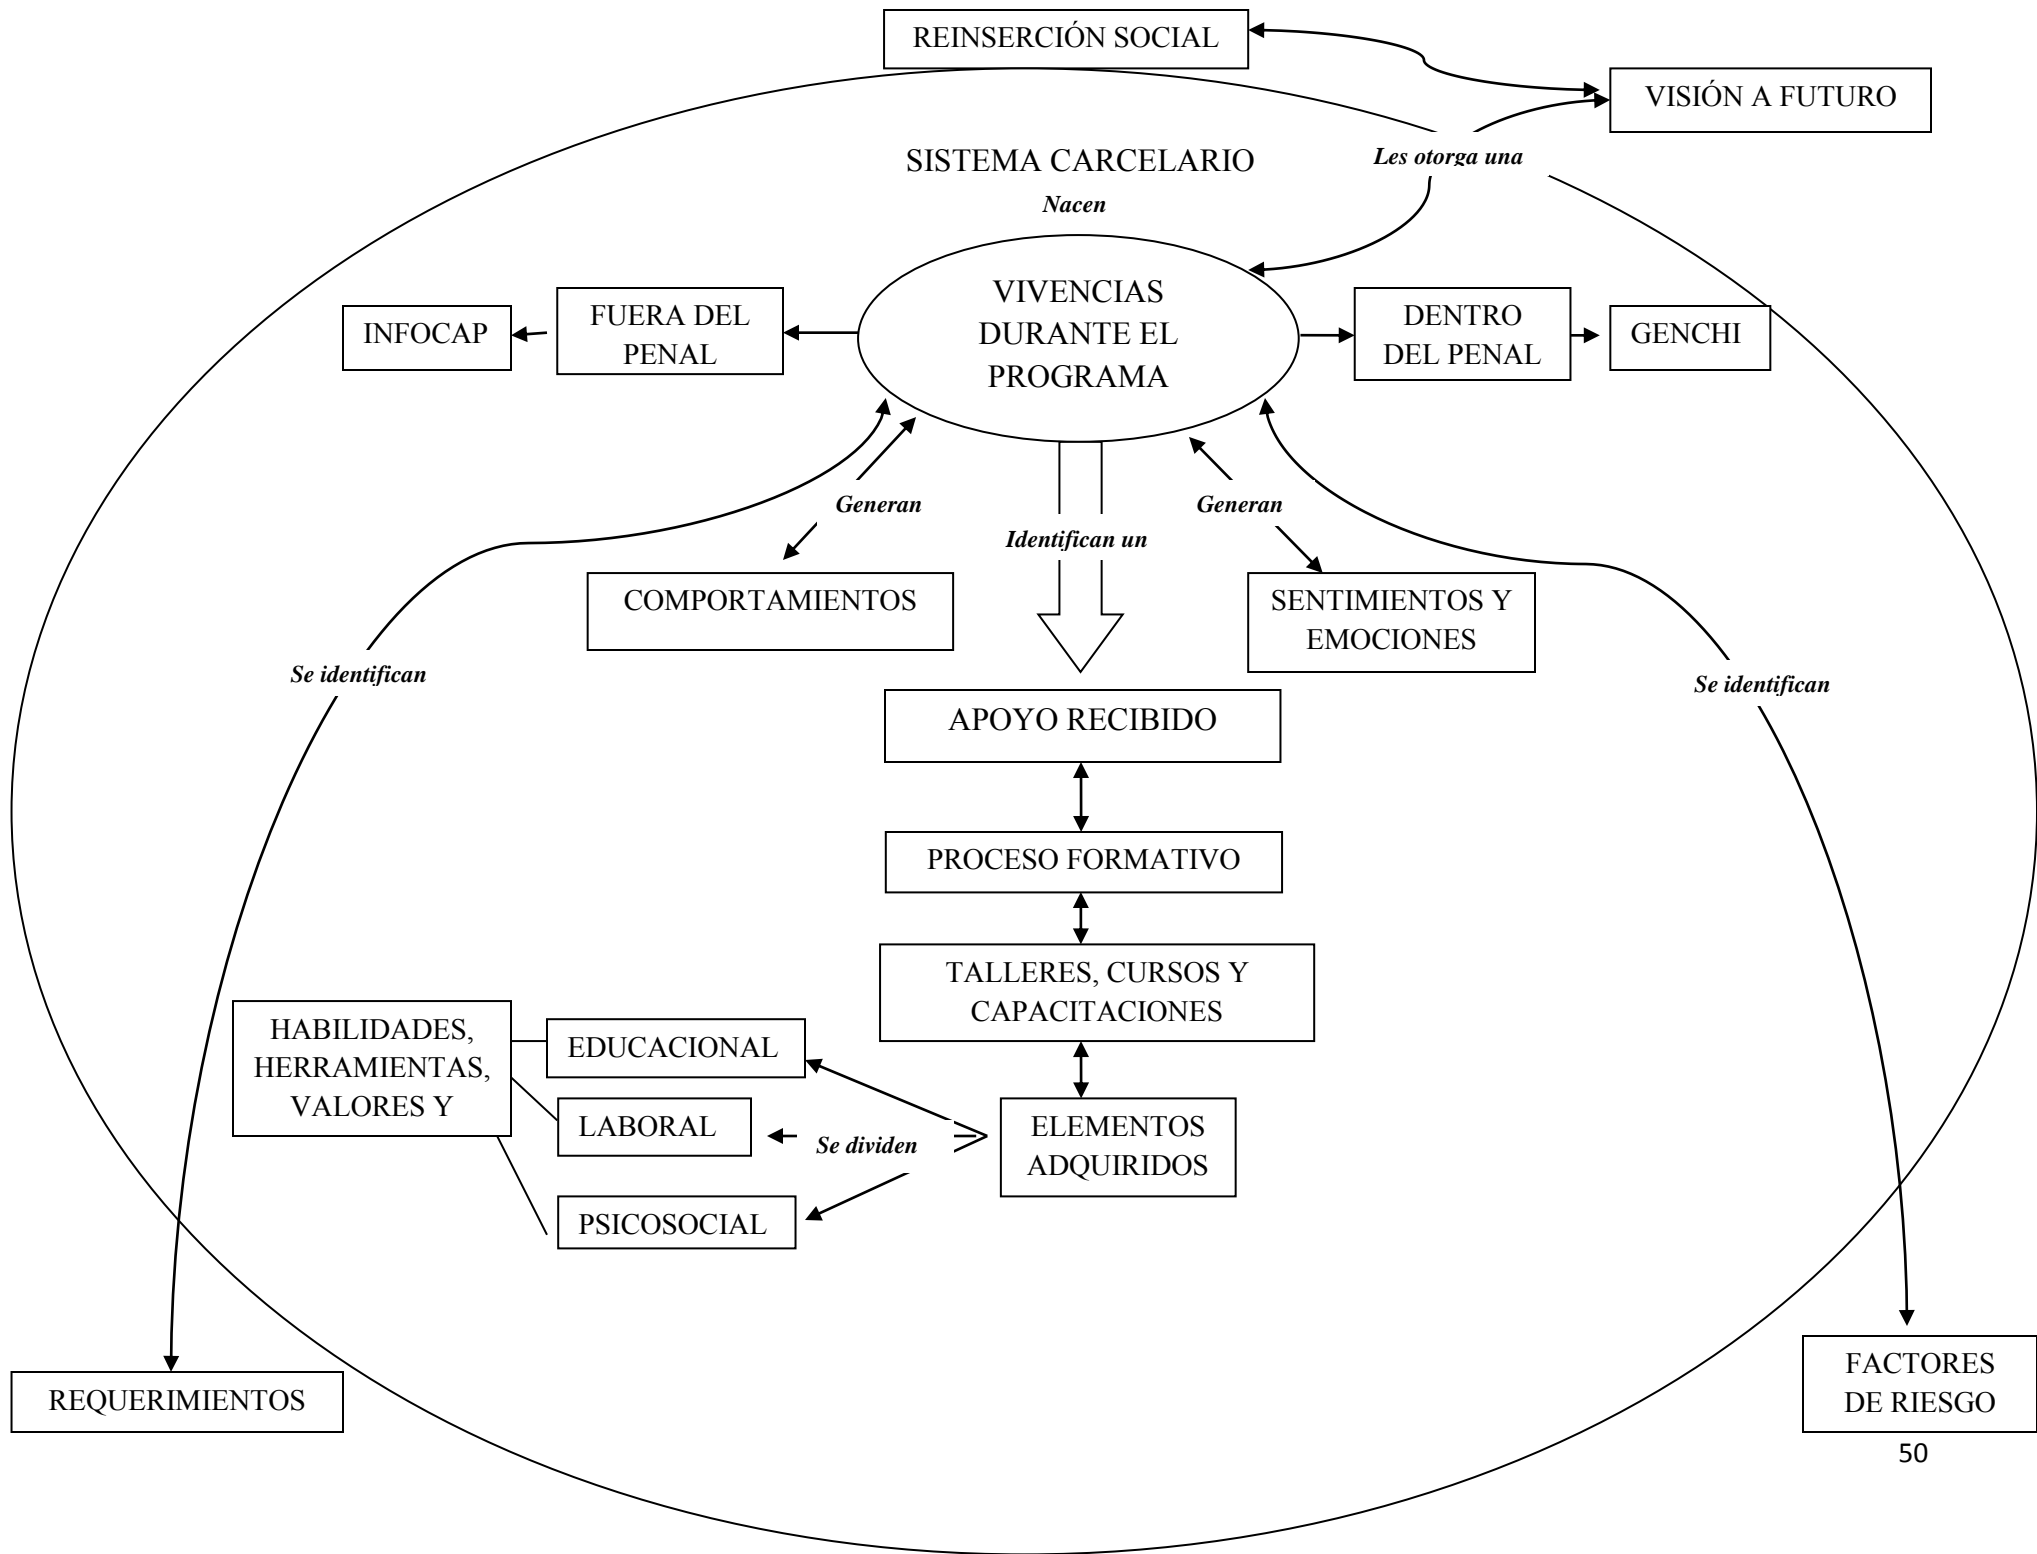 REINSERCIÓN SOCIAL
VISIÓN A FUTURO
SISTEMA CARCELARIO
Les otorga una
Nacen
VIVENCIAS
DURANTE EL
PROGRAMA
INFOCAP
FUERA DEL
PENAL
DENTRO
DEL PENAL
GENCHI
Generan
Identifican un
Generan
COMPORTAMIENTOS
SENTIMIENTOS Y
EMOCIONES
Se identifican
Se identifican
APOYO RECIBIDO
PROCESO FORMATIVO
TALLERES, CURSOS Y
CAPACITACIONES
HABILIDADES,
HERRAMIENTAS,
VALORES Y
EDUCACIONAL
LABORAL
PSICOSOCIAL
Se dividen
ELEMENTOS
ADQUIRIDOS
REQUERIMIENTOS
FACTORES
DE RIESGO
50